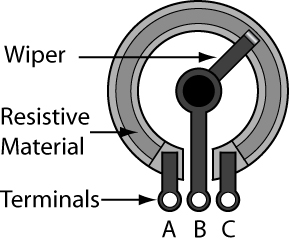 Wiper
Resistive
Material
Terminals
A B C